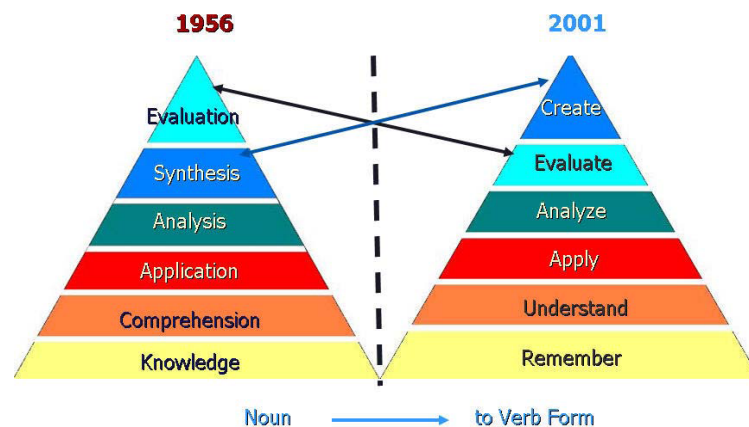 1956
Evaluation
Synthesis
Analysis
Application
Comprehension
Knowledge
2001
Create
Evaluate
Analyze
Apply
Understand
Remember
Noun
to Verb Form